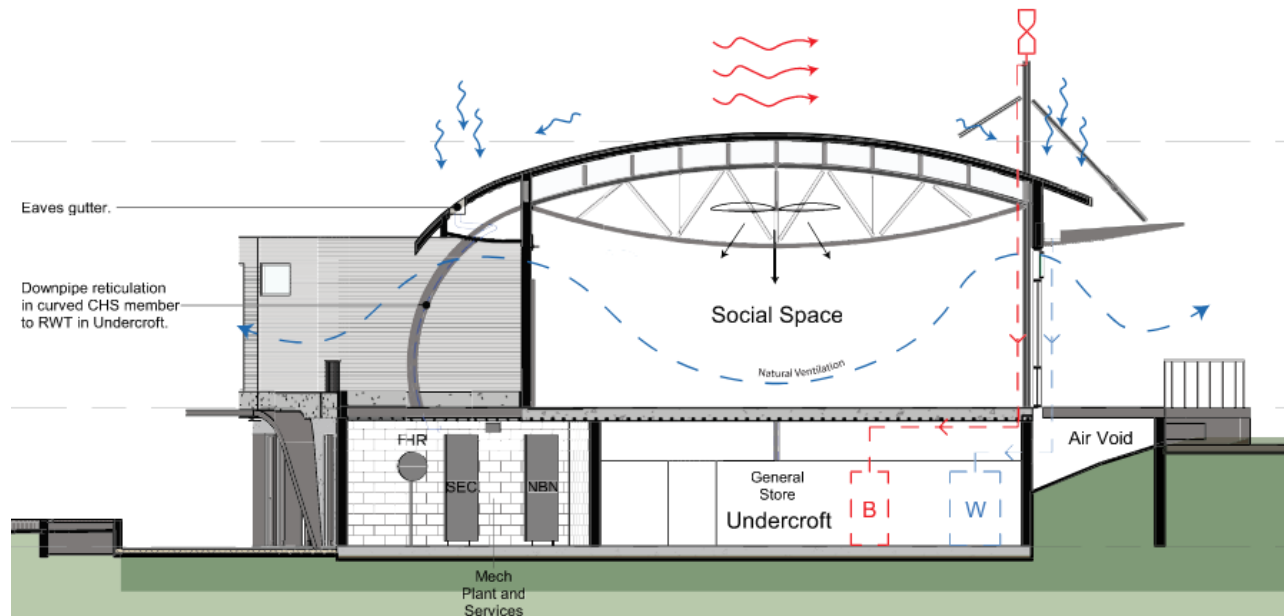 Eaves gutter.
Downpipe reticulation
in curved CHS member
to RWT in Undercroft.
Social Space
Natural Ventilation
FHR
SEC.
NBN
General
Store
Undercroft
B
W
Air Void
Mech
Plant and
Services